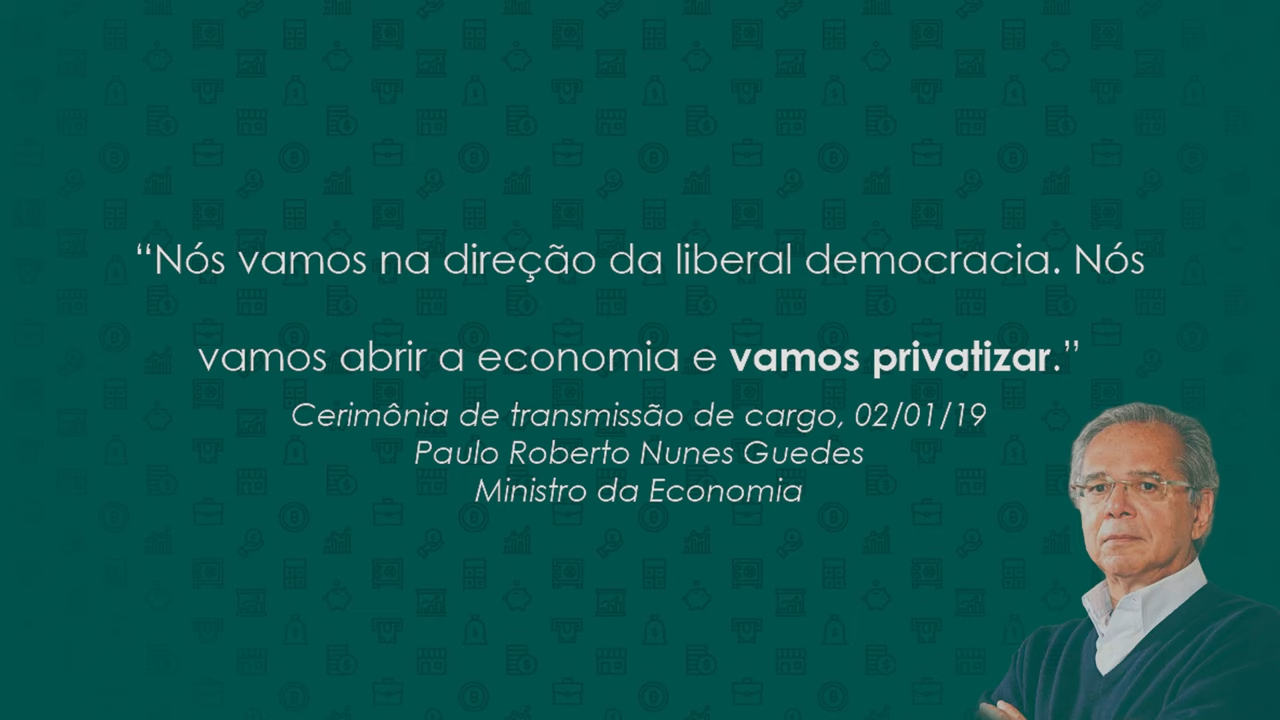 “Nós vamos na direção da liberal democracia. Nós
vamos abrir a economia e vamos privatizar.”
Cerimônia de transmissão de cargo, 02/01/19
Paulo Roberto Nunes Guedes
Ministro da Economia